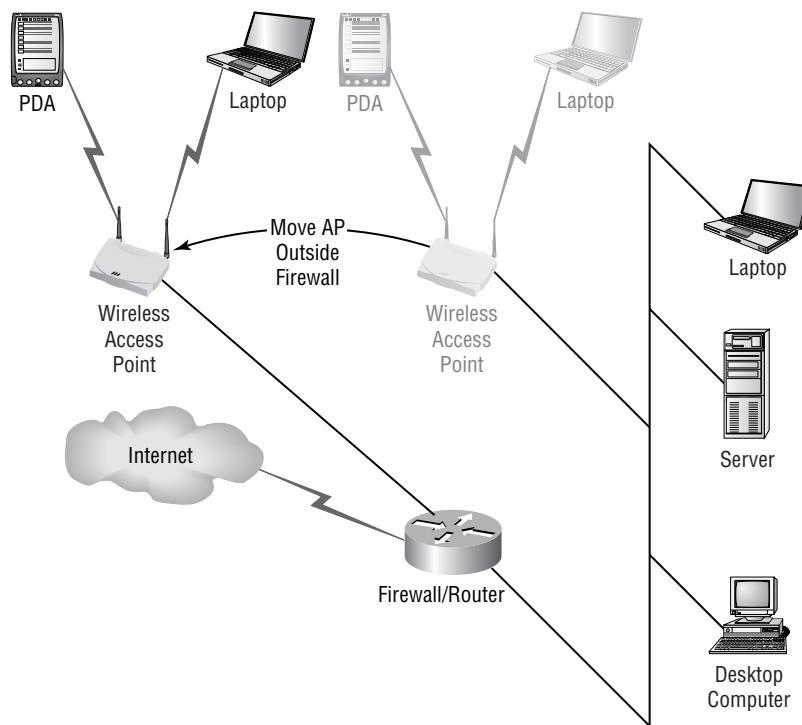 PDA
Laptop
PDA
Laptop
Move AP
Outside
Firewall
Wireless
Access
Point
Wireless
Access
Point
Laptop
Server
Internet
Firewall/Router
Desktop
Computer